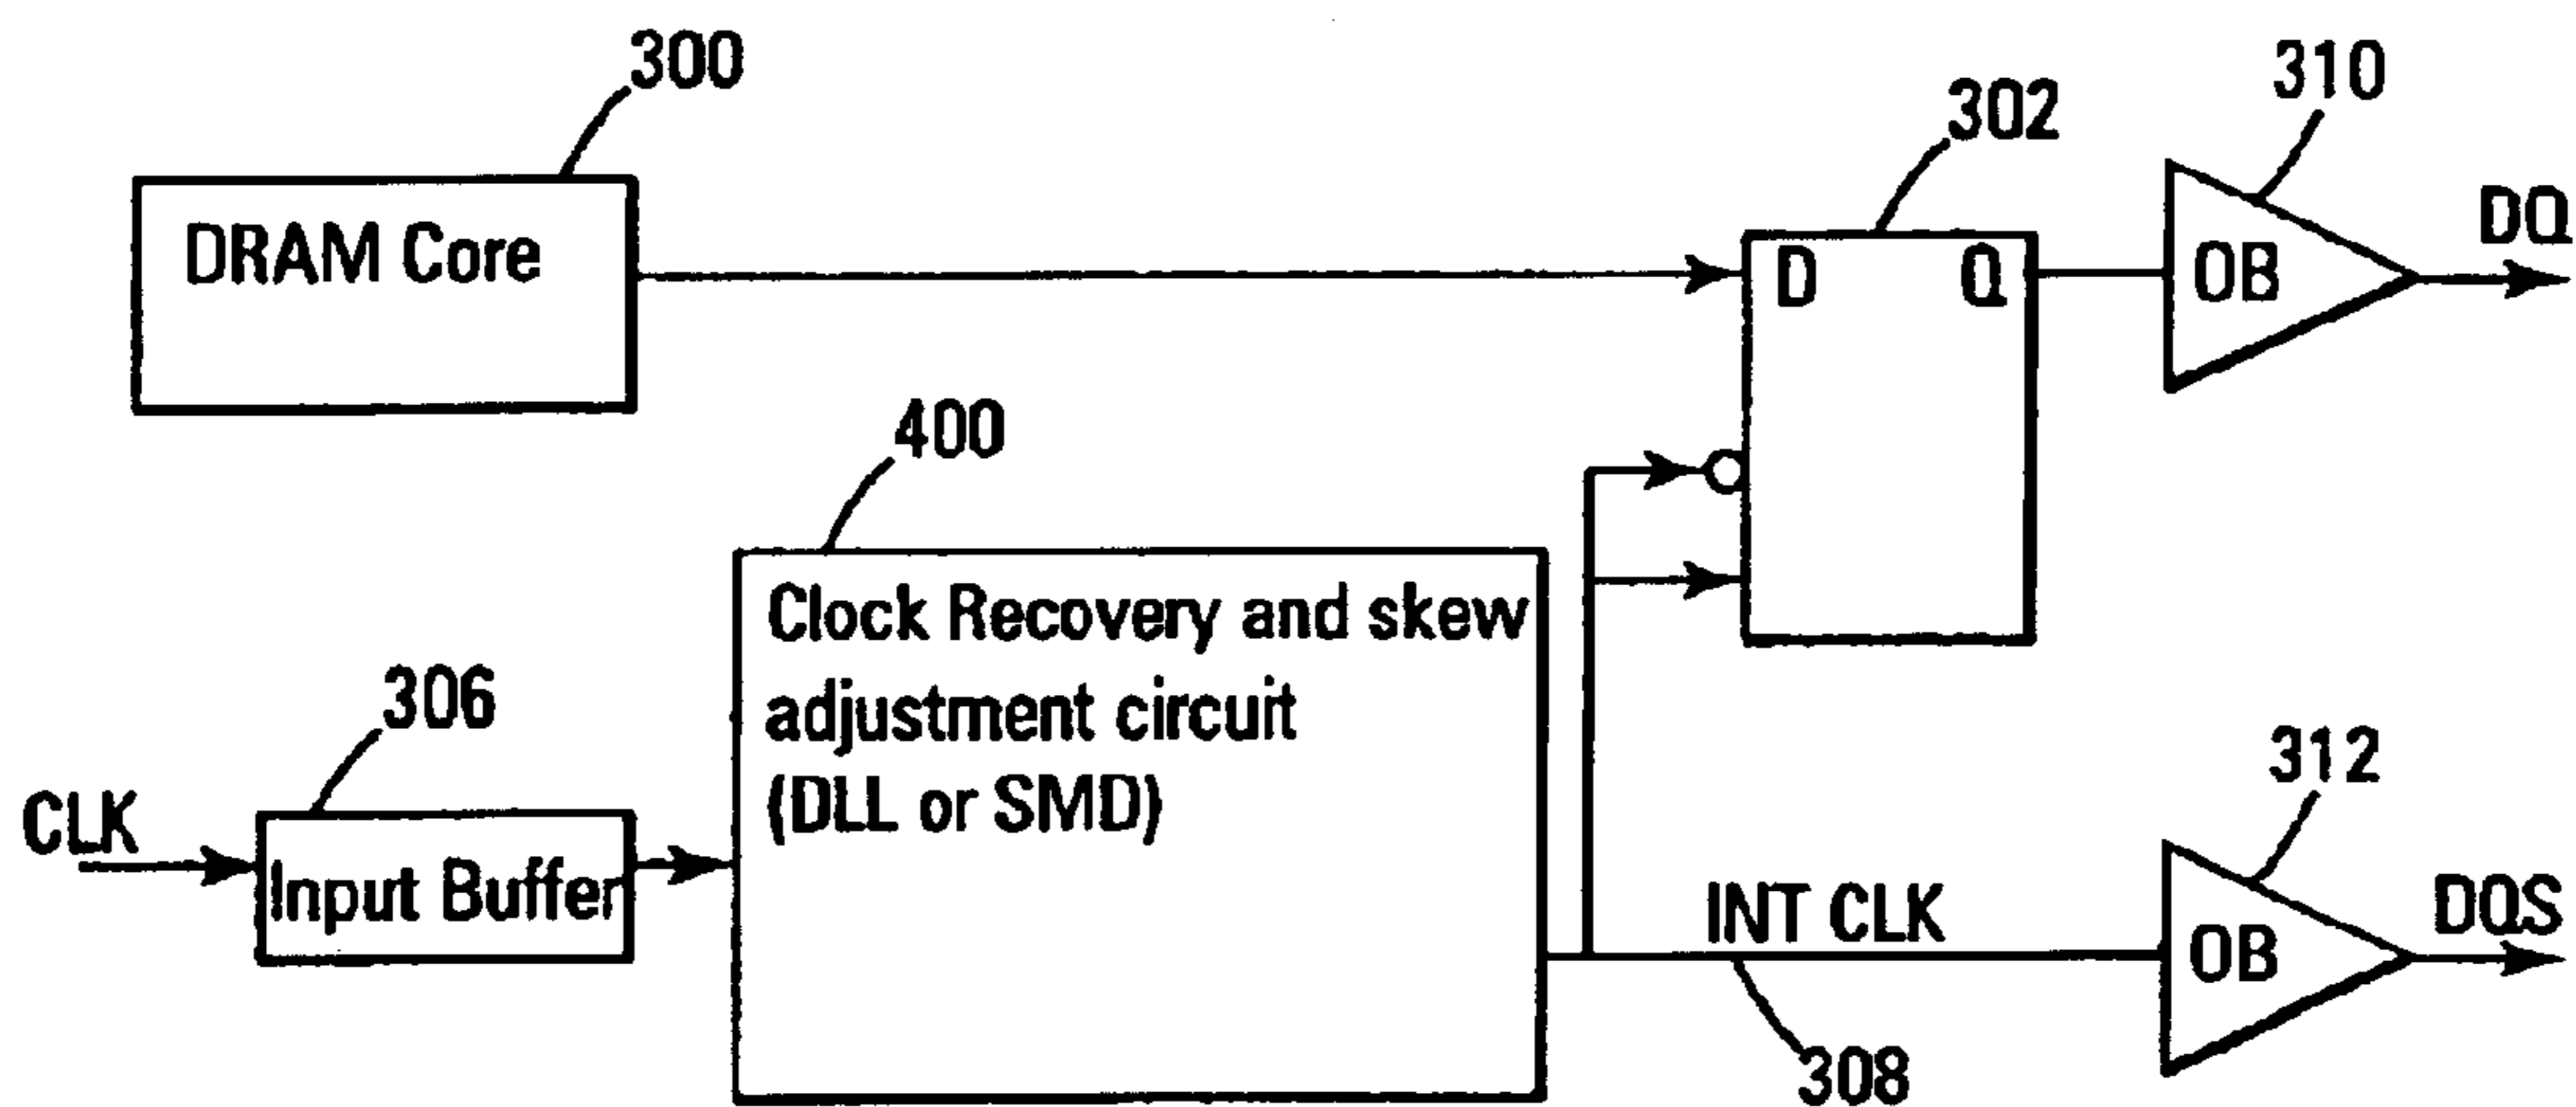 300
DRAM Core
302
D Q
310
OB
DQ
400
Clock Recovery and skew
adjustment circuit
(DLL or SMD)
306
CLK
Input Buffer
INT CLK
308
312
OB
DQS